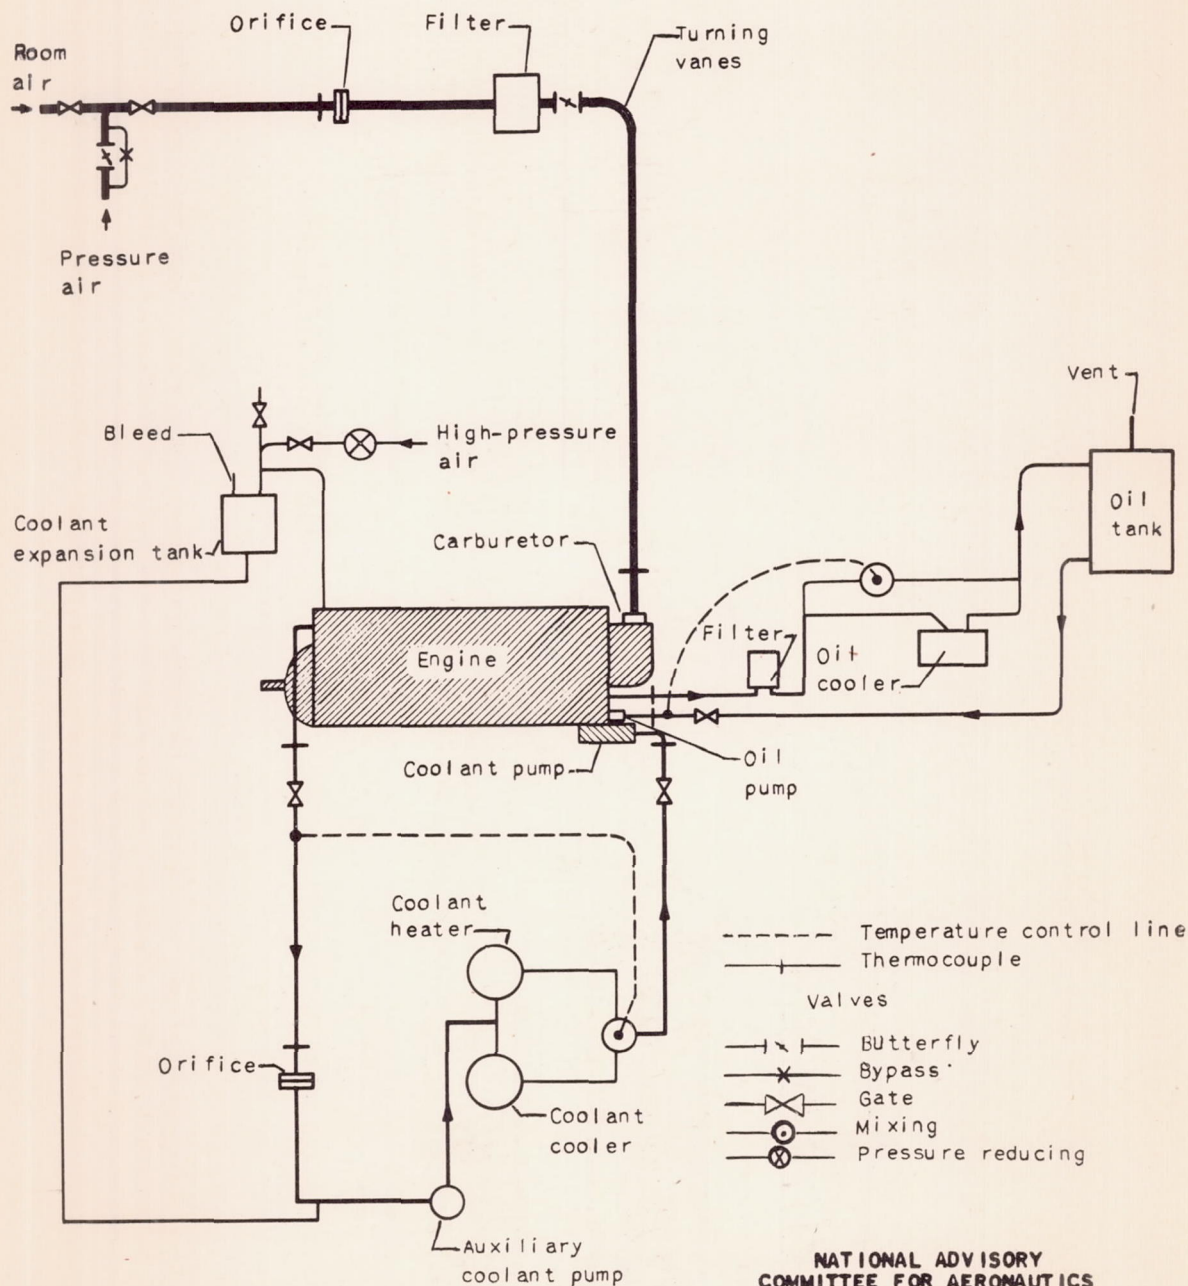 Orifice
Filter
Turning
vanes
Room
air
Pressure
air
Vent
Bleed
High-pressure
air
Oil
tank
Coolant
expansion tank
Carburetor
Engine
Filter
Oil
cooler
Coolant pump
Oil
pump
Coolant
heater
Temperature control line
Thermocouple
Valves
Butterfly
Bypass
Gate
Mixing
Pressure reducing
Orifice
Coolant
cooler
Auxiliary
coolant pump
NATIONAL ADVISORY
COMMITTEE FOR AERONAUTICS